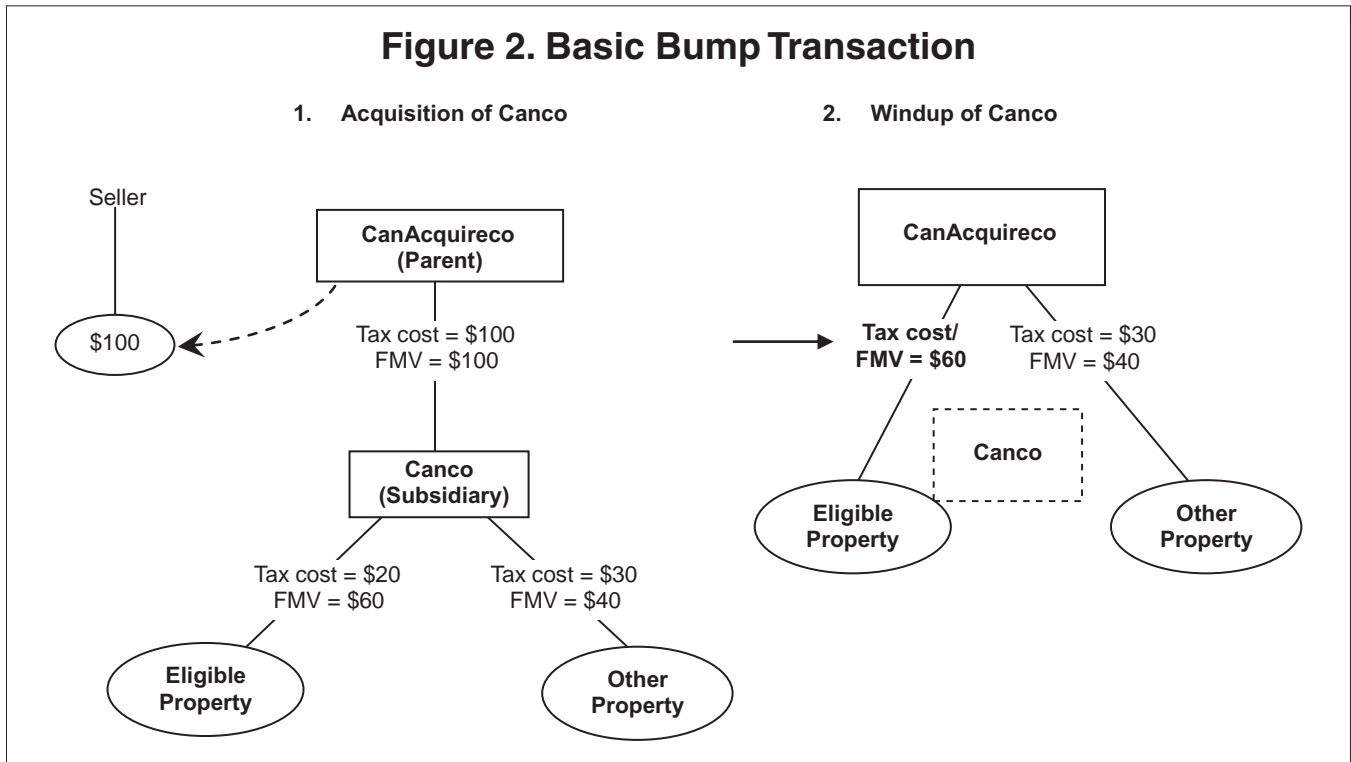 Figure 2. Basic Bump Transaction
1. Acquisition of Canco
Seller
CanAcquireco
(Parent)
$100
Tax cost = $100
FMV = $100
Canco
(Subsidiary)
Tax cost = $20
FMV = $60
Tax cost = $30
FMV = $40
Eligible
Property
Other
Property
2. Windup of Canco
CanAcquireco
Tax cost/
FMV = $60
Tax cost = $30
FMV = $40
Canco
Eligible
Property
Other
Property